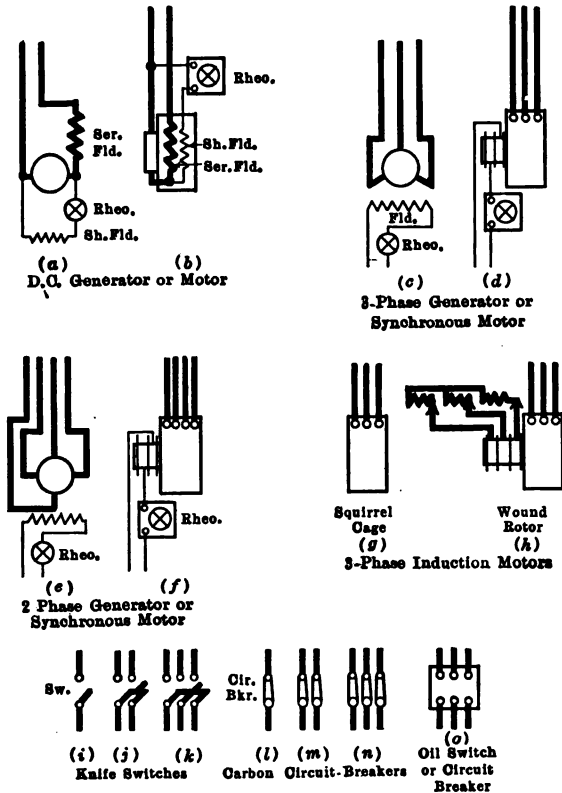 Ser.
Fld.
Rheo.
Sh.Fld.
(a)
Rheo.
Sh.Fld.
Ser.Fld.
(b)
D.C. Generator or Motor
Fld.
Rheo.
(c)
(d)
3-Phase Generator or
Synchronous Motor
Rheo.
(e)
Rheo.
(f)
2 Phase Generator or
Synchronous Motor
Squirrel
Cage
(g)
Wound
Rotor
(h)
3-Phase Induction Motors
Sw.
(i) (j) (k)
Knife Switches
Cir.
Bkr.
(l) (m) (n)
Carbon Circuit-Breakers
(o)
Oil Switch
or Circuit
Breaker